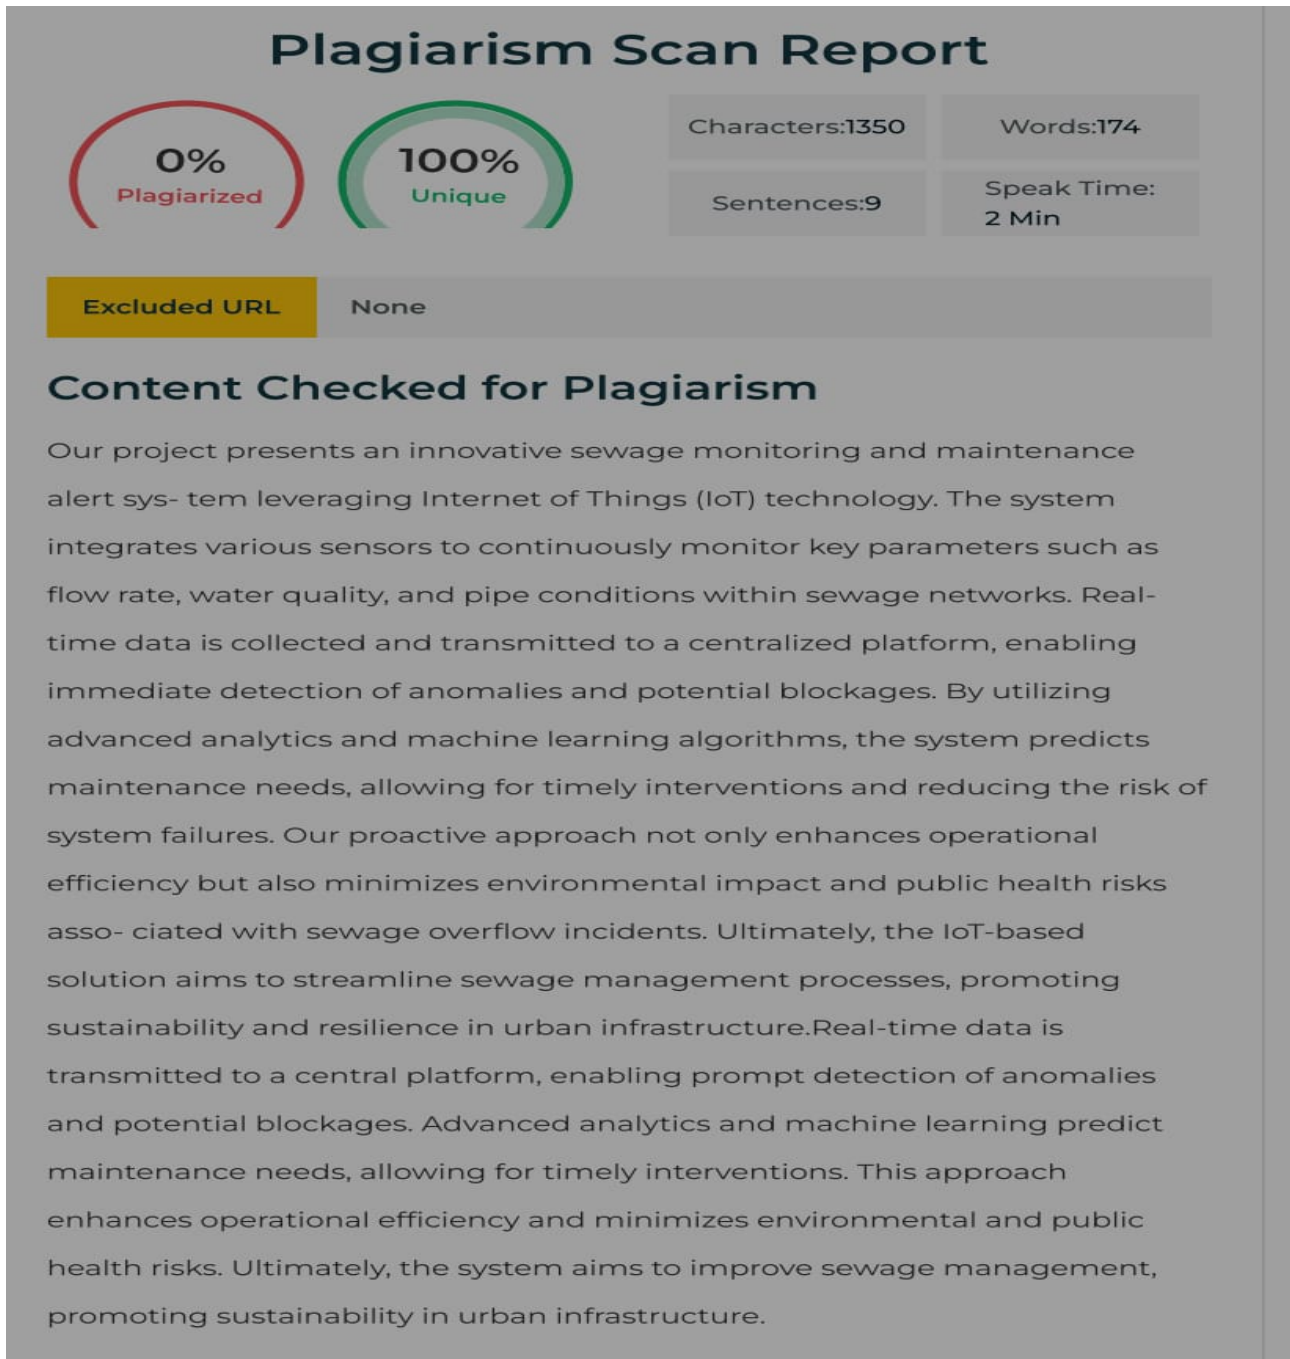 Plagiarism Scan Report
0%
Plagiarized
100%
Unique
Characters:1350
Words:174
Sentences:9
Speak Time:
2 Min
Excluded URL
None
Content Checked for Plagiarism
Our project presents an innovative sewage monitoring and maintenance
alert sys- tem leveraging Internet of Things (IoT) technology. The system
integrates various sensors to continuously monitor key parameters such as
flow rate, water quality, and pipe conditions within sewage networks. Real-
time data is collected and transmitted to a centralized platform, enabling
immediate detection of anomalies and potential blockages. By utilizing
advanced analytics and machine learning algorithms, the system predicts
maintenance needs, allowing for timely interventions and reducing the risk of
system failures. Our proactive approach not only enhances operational
efficiency but also minimizes environmental impact and public health risks
asso- ciated with sewage overflow incidents. Ultimately, the IoT-based
solution aims to streamline sewage management processes, promoting
sustainability and resilience in urban infrastructure.Real-time data is
transmitted to a central platform, enabling prompt detection of anomalies
and potential blockages. Advanced analytics and machine learning predict
maintenance needs, allowing for timely interventions. This approach
enhances operational efficiency and minimizes environmental and public
health risks. Ultimately, the system aims to improve sewage management,
promoting sustainability in urban infrastructure.